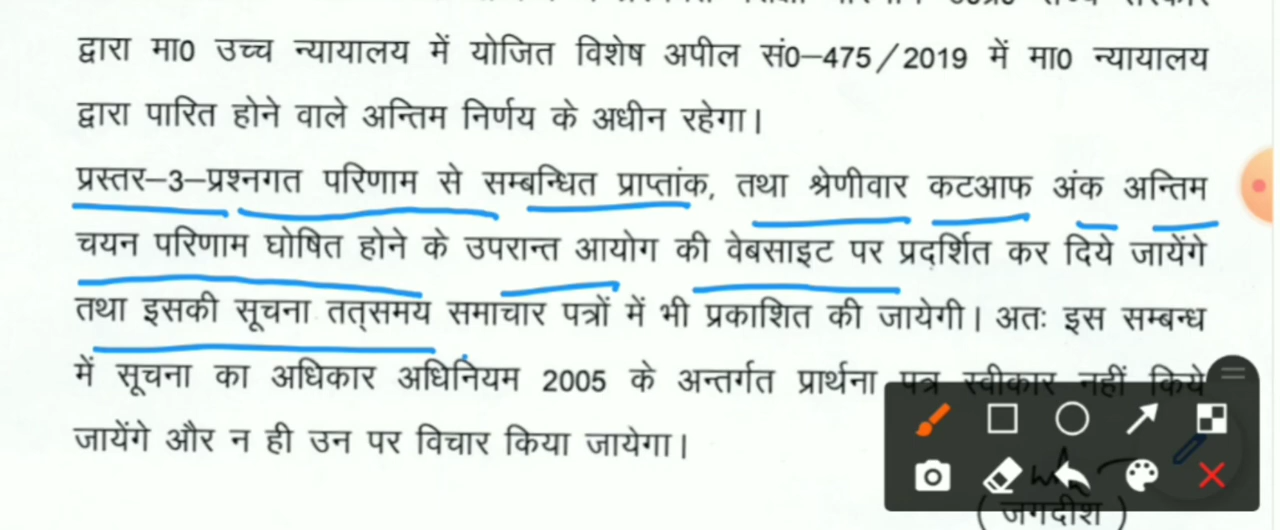 द्वारा मा0 उच्च न्यायालय में योजित विशेष अपील सं0–475/2019 में मा0 न्यायालय
द्वारा पारित होने वाले अन्तिम निर्णय के अधीन रहेगा।
प्रस्तर–3–प्रश्नगत परिणाम से सम्बन्धित प्राप्तांक, तथा श्रेणीवार कटआफ अंक अन्तिम
चयन परिणाम घोषित होने के उपरान्त आयोग की वेबसाइट पर प्रदर्शित कर दिये जायेंगे
तथा इसकी सूचना तत्समय समाचार पत्रों में भी प्रकाशित की जायेगी। अतः इस सम्बन्ध
में सूचना का अधिकार अधिनियम 2005 के अन्तर्गत प्रार्थना पत्र स्वीकार नहीं किये
जायेंगे और न ही उन पर विचार किया जायेगा।
( जगदीश )